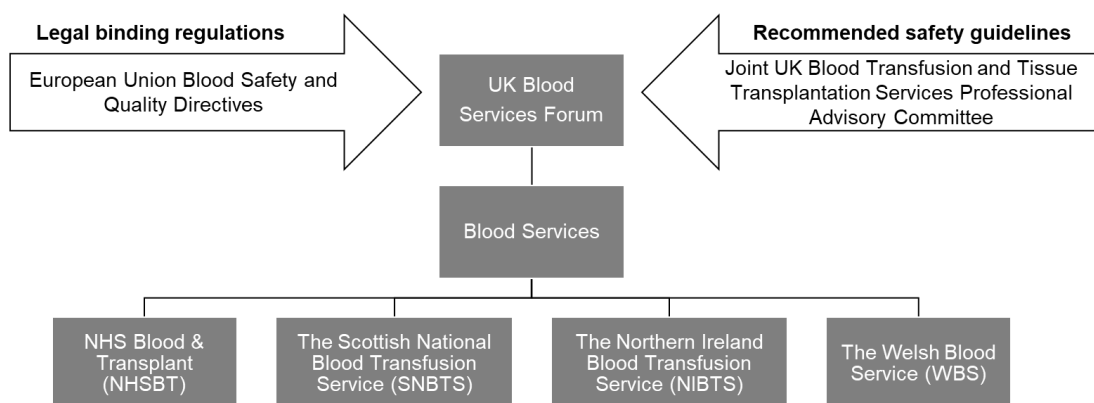 Legal binding regulations
European Union Blood Safety and
Quality Directives
UK Blood
Services Forum
Recommended safety guidelines
Joint UK Blood Transfusion and Tissue
Transplantation Services Professional
Advisory Committee
Blood Services
NHS Blood &
Transplant
(NHSBT)
The Scottish National
Blood Transfusion
Service (SNBTS)
The Northern Ireland
Blood Transfusion
Service (NIBTS)
The Welsh Blood
Service (WBS)